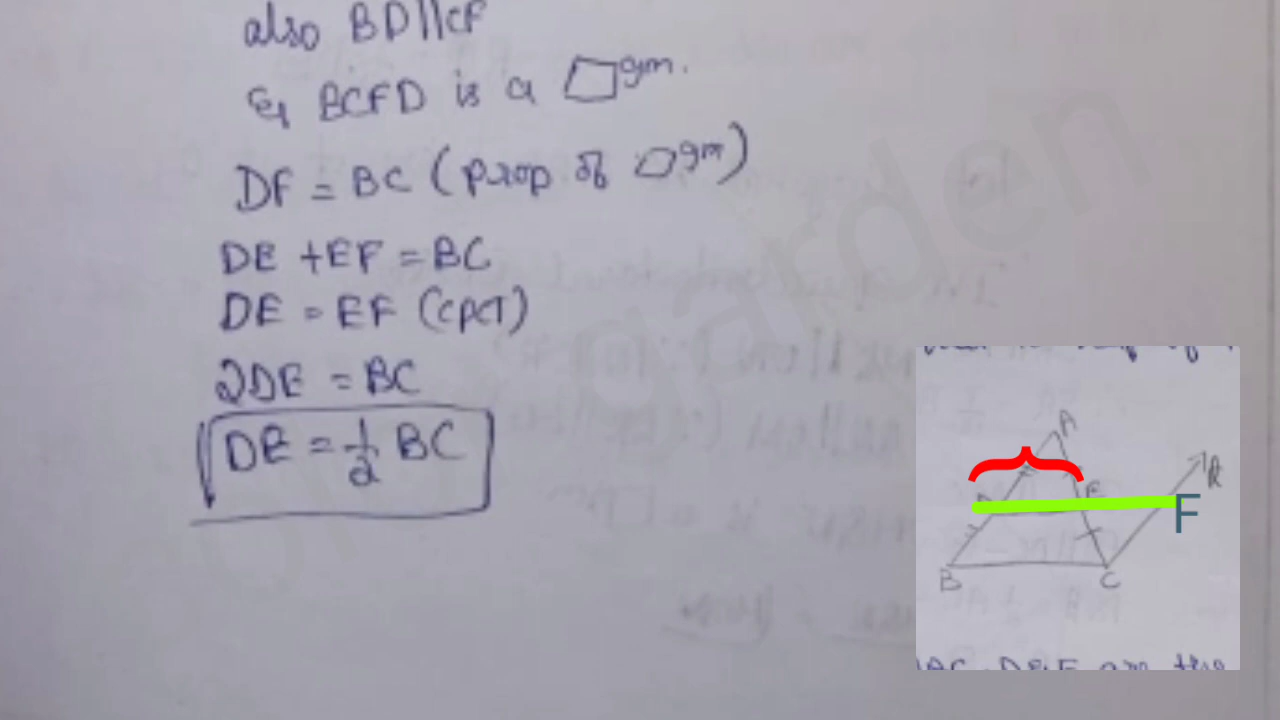 also BD||CF
& BCFD is a ▱gm.
DF = BC (prop of ▱gm)
DE + EF = BC
DE = EF (CPCT)
2DE = BC
DE = 1/2 BC
A
E
F
B
C